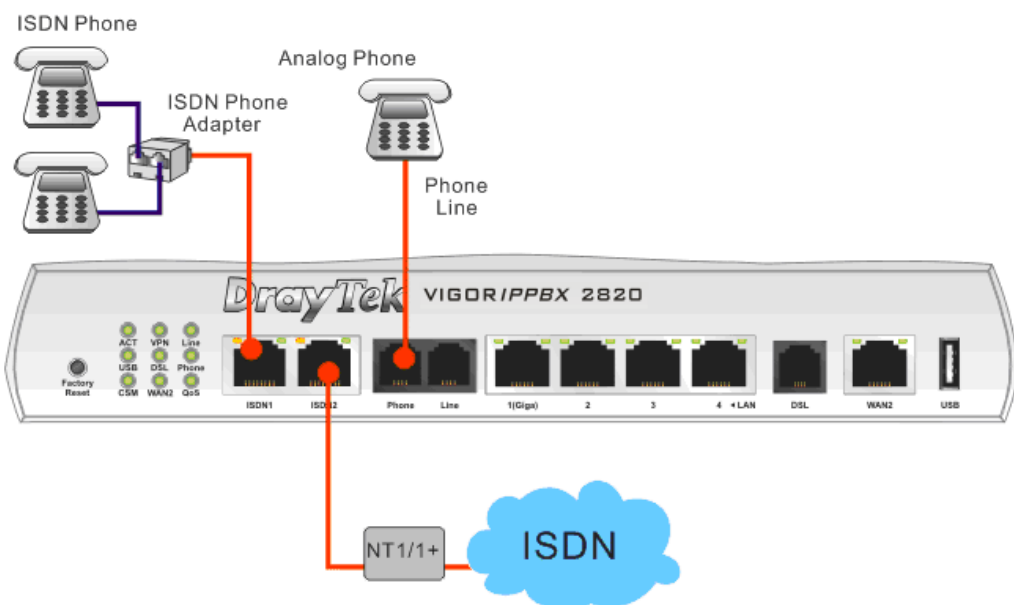 ISDN Phone
Analog Phone
ISDN Phone
Adapter
Phone
Line
DrayTek VIGORIPPBX 2820
ACT VPN Line
USB DSL Phone
CSM WAN2 QoS
Factory
Reset
ISDN1 ISDN2 Phone Line 1(Giga) 2 3 4 ◄LAN DSL WAN2 USB
NT1/1+
ISDN